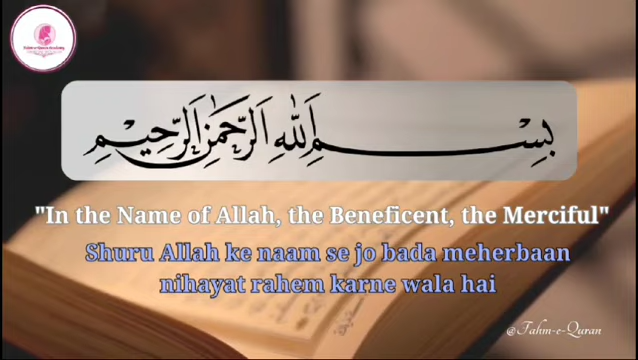 بِسْمِ اللّٰهِ الرَّحْمٰنِ الرَّحِيْمِ
"In the Name of Allah, the Beneficent, the Merciful"
Shuru Allah ke naam se jo bada meherbaan
nihayat rahem karne wala hai
@Fahm-e-Quran